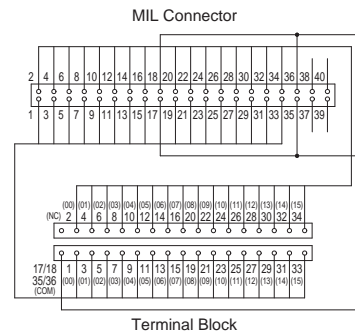 MIL Connector
2 4 6 8 10 12 14 16 18 20 22 24 26 28 30 32 34 36 38 40
1 3 5 7 9 11 13 15 17 19 21 23 25 27 29 31 33 35 37 39
(00) (01) (02) (03) (04) (05) (06) (07) (08) (09) (10) (11) (12) (13) (14) (15)
(NC) 2 4 6 8 10 12 14 16 20 22 24 26 28 30 32 34
17/18 1 3 5 7 9 11 13 15 19 21 23 25 27 29 31 33
35/36 (00) (01) (02) (03) (04) (05) (06) (07) (08) (09) (10) (11) (12) (13) (14) (15)
(COM)
Terminal Block